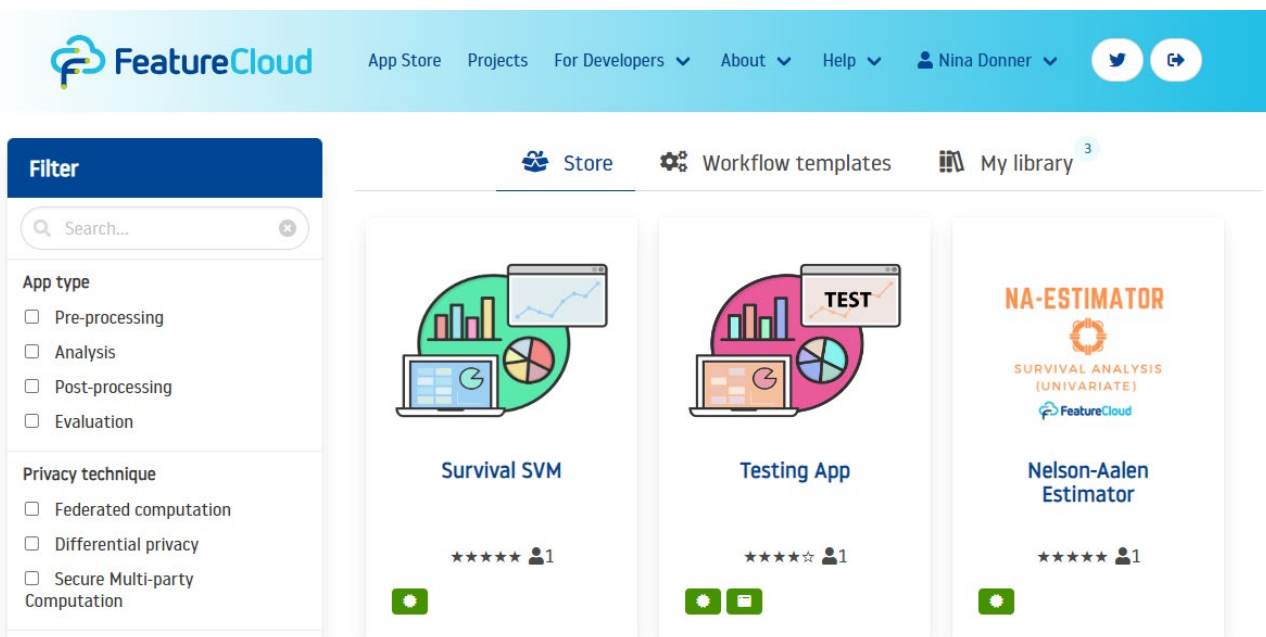 FeatureCloud
App Store Projects For Developers About Help Nina Donner
Filter
Search...
App type
Pre-processing
Analysis
Post-processing
Evaluation
Privacy technique
Federated computation
Differential privacy
Secure Multi-party
Computation
Store Workflow templates My library 3
Survival SVM
★★★★★ 1
TEST
Testing App
★★★★☆ 1
NA-ESTIMATOR
SURVIVAL ANALYSIS
(UNIVARIATE)
FeatureCloud
Nelson-Aalen
Estimator
★★★★★ 1